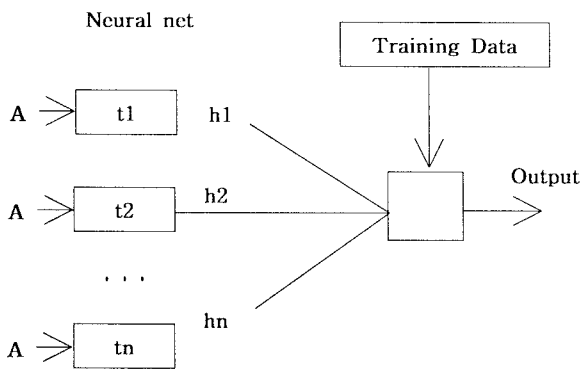 Neural net
Training Data
A
t1
h1
A
t2
h2
Output
. . .
A
tn
hn